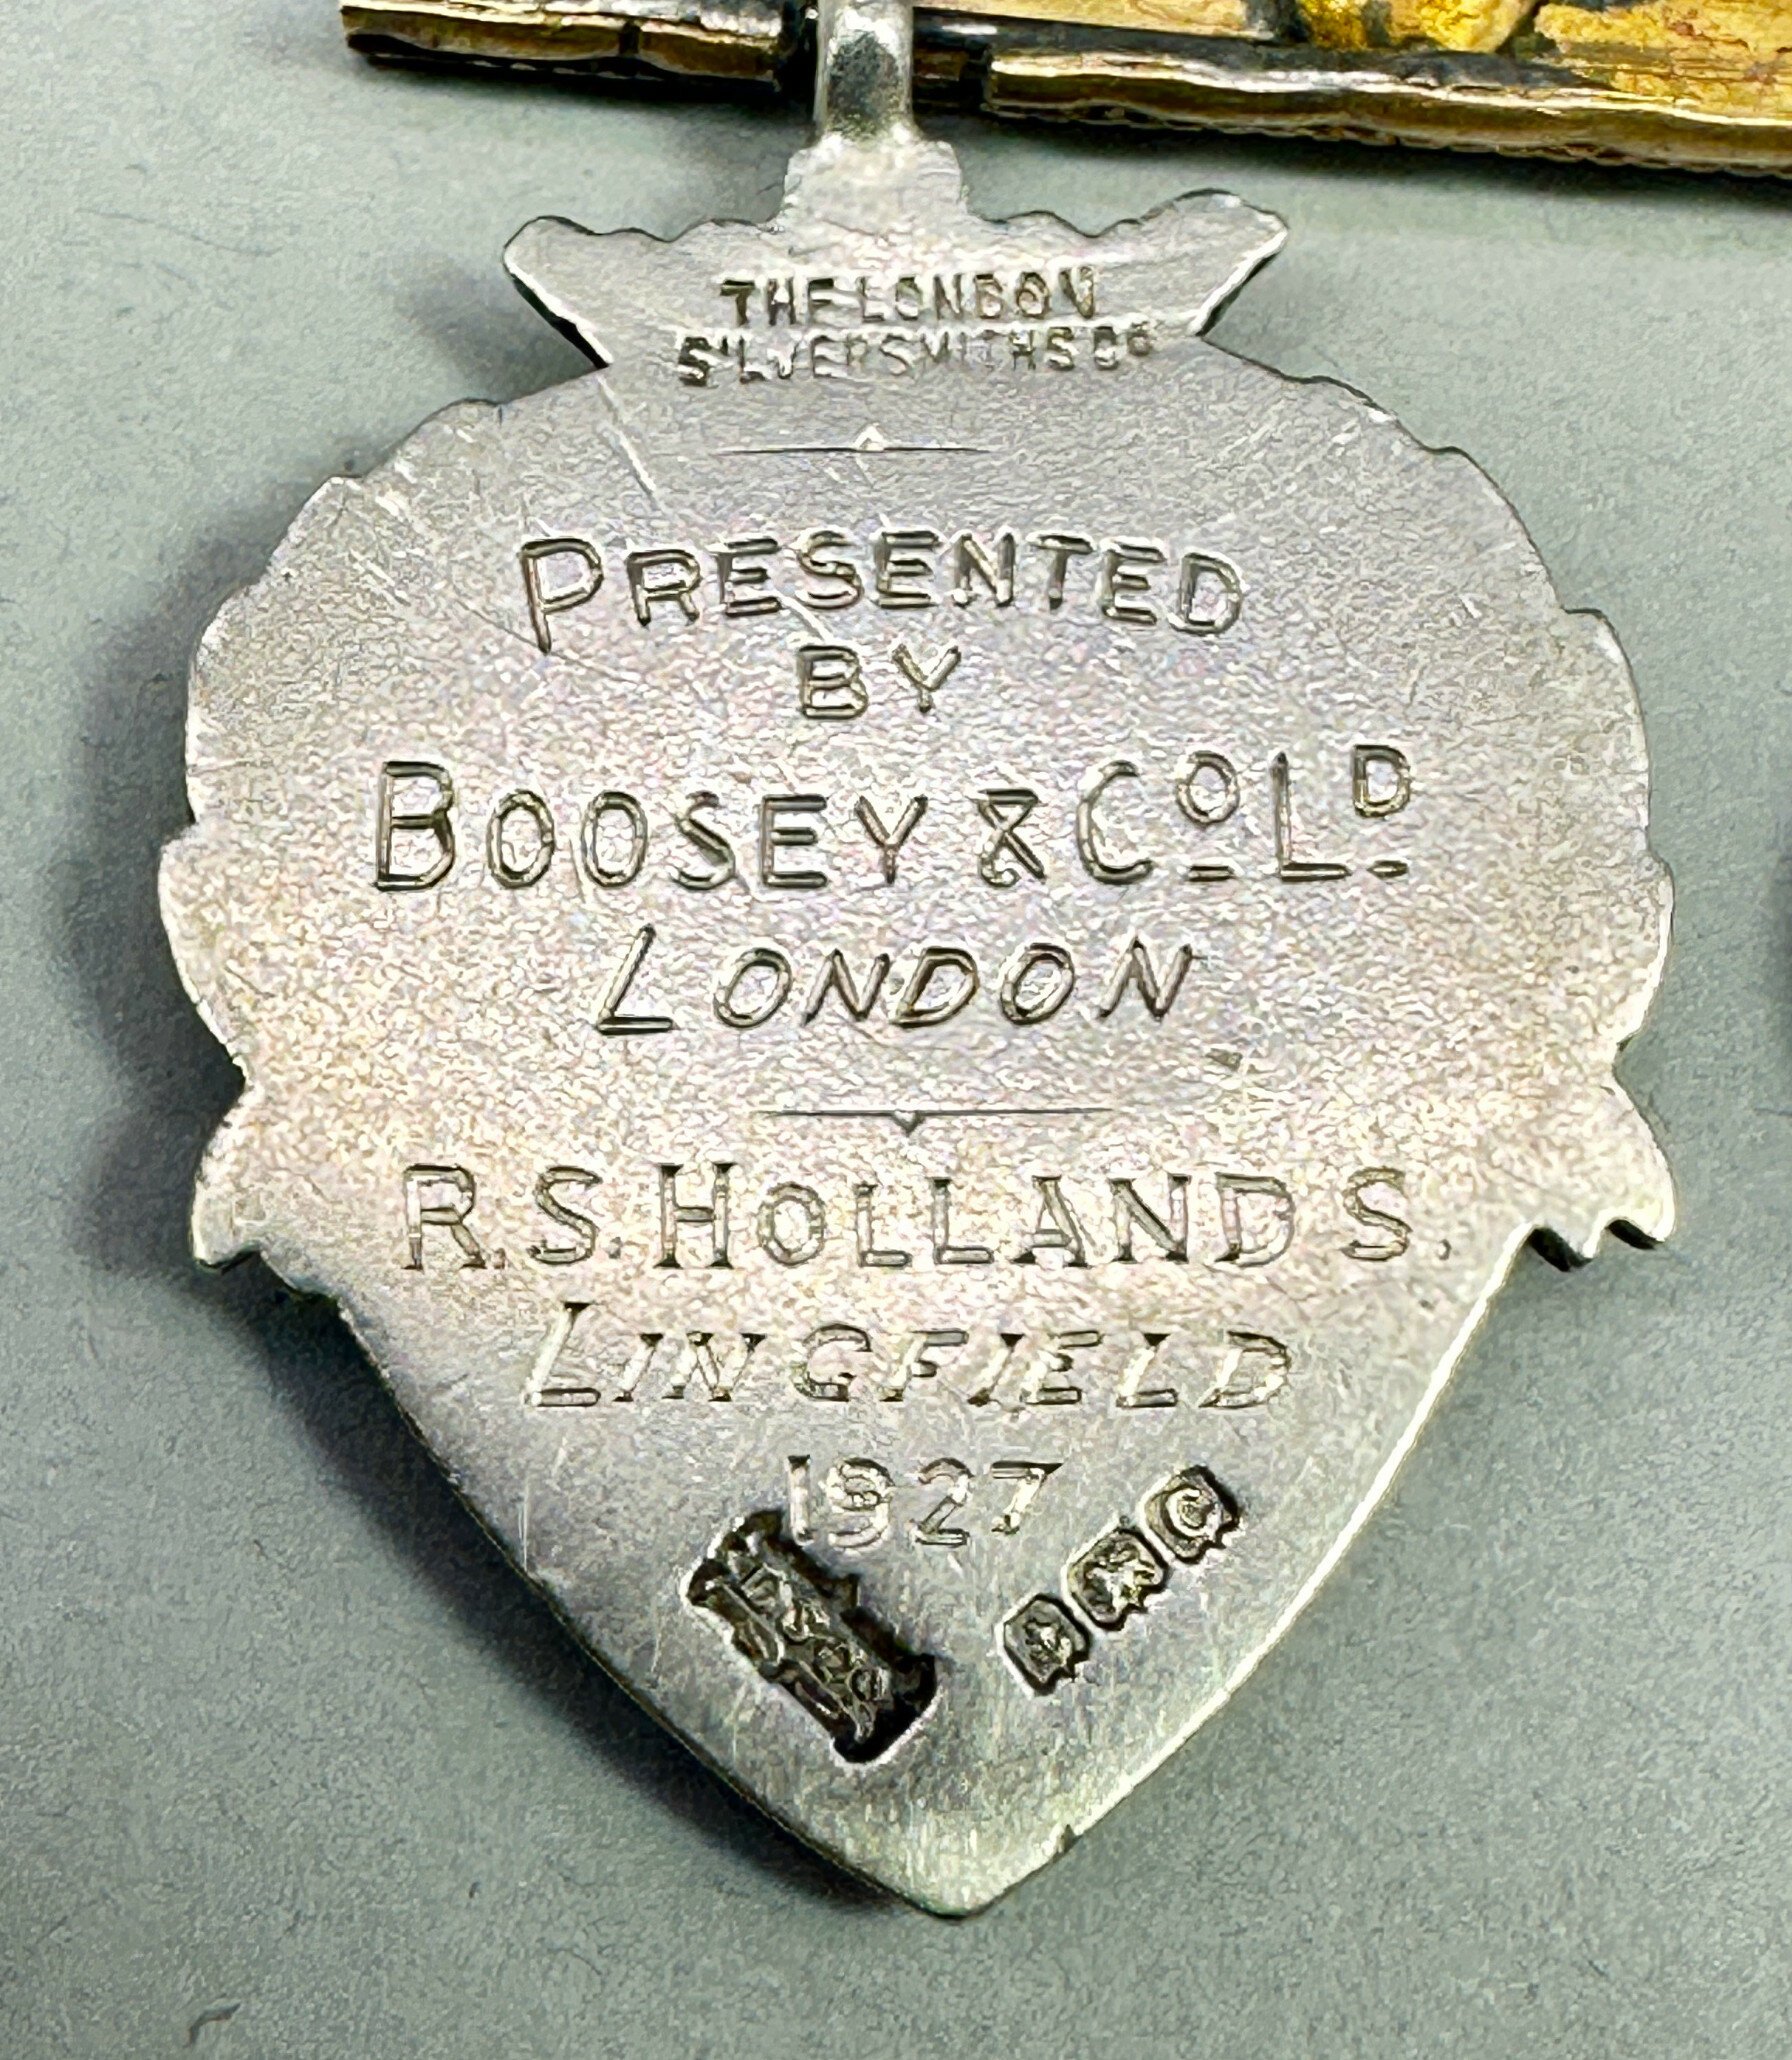 THE LONDON
SILVERSMITHS Cº
PRESENTED
BY
BOOSEY & Cº Lᴰ
LONDON
R.S. HOLLANDS.
LINGFIELD
1927
C